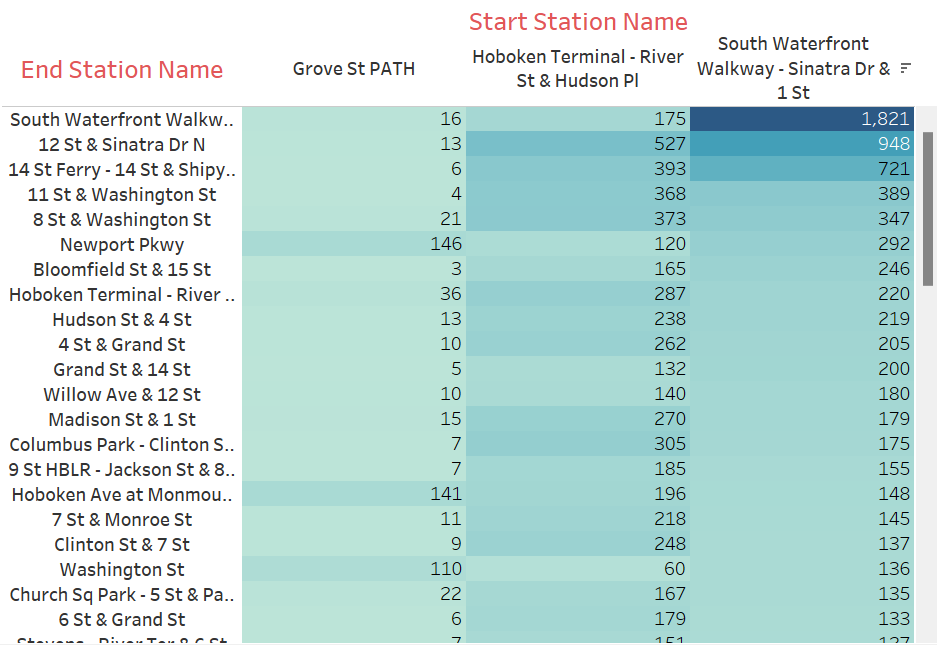 Start Station Name
End Station Name
Grove St PATH
Hoboken Terminal - River
St & Hudson Pl
South Waterfront
Walkway - Sinatra Dr &
1 St
South Waterfront Walkw.. 16 175 1,821
12 St & Sinatra Dr N 13 527 948
14 St Ferry - 14 St & Shipy.. 6 393 721
11 St & Washington St 4 368 389
8 St & Washington St 21 373 347
Newport Pkwy 146 120 292
Bloomfield St & 15 St 3 165 246
Hoboken Terminal - River .. 36 287 220
Hudson St & 4 St 13 238 219
4 St & Grand St 10 262 205
Grand St & 14 St 5 132 200
Willow Ave & 12 St 10 140 180
Madison St & 1 St 15 270 179
Columbus Park - Clinton S.. 7 305 175
9 St HBLR - Jackson St & 8.. 7 185 155
Hoboken Ave at Monmou.. 141 196 148
7 St & Monroe St 11 218 145
Clinton St & 7 St 9 248 137
Washington St 110 60 136
Church Sq Park - 5 St & Pa.. 22 167 135
6 St & Grand St 6 179 133
Stevens - River Ter & 6 St 7 151 127